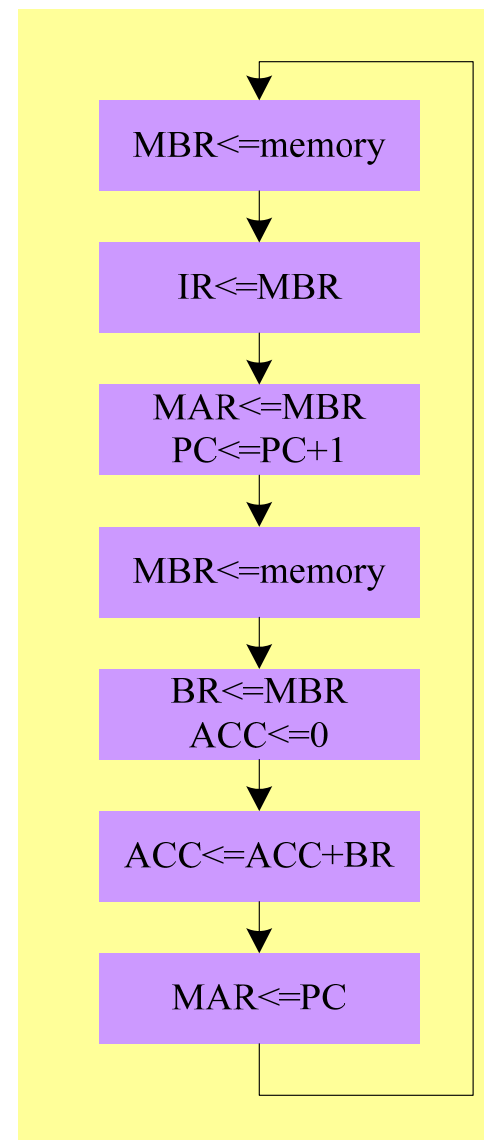 MBR<=memory
IR<=MBR
MAR<=MBR
PC<=PC+1
MBR<=memory
BR<=MBR
ACC<=0
ACC<=ACC+BR
MAR<=PC